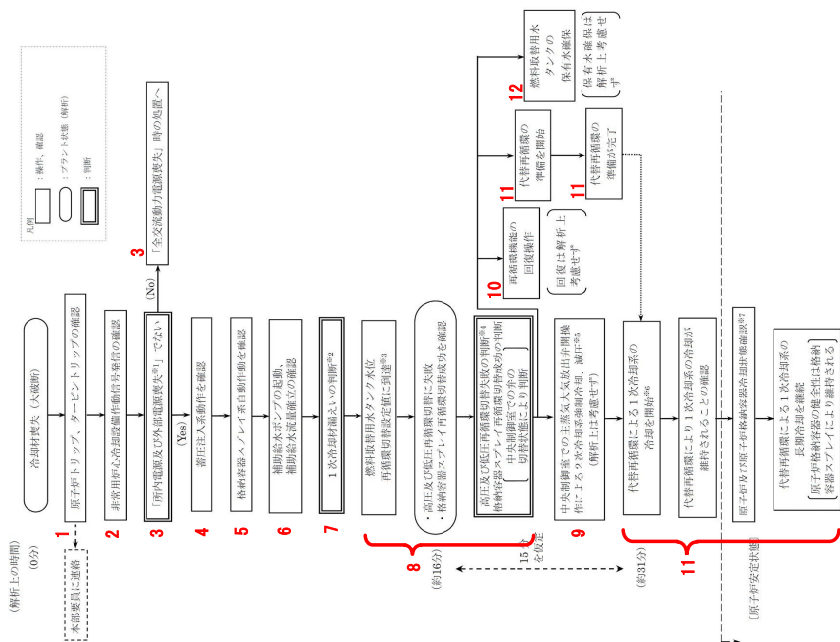 (解析上の時間)
(0分)
冷却材喪失(大破断)
凡例
:操作、確認
:プラント状態(解析)
:判断
本部要員に連絡
1
原子炉トリップ、タービントリップの確認
2
非常用炉心冷却設備作動信号発信の確認
3
「所内電源及び外部電源喪失※1」でない
(No)
3
「全交流動力電源喪失」時の処置へ
(Yes)
4
蓄圧注入系動作を確認
5
格納容器スプレイ系自動作動を確認
6
補助給水ポンプの起動、
補助給水流量確立の確認
7
1次冷却材漏えいの判断※2
8
燃料取替用水タンク水位
再循環切替設定値に到達※3
(約16分)
・高圧及び低圧再循環切替に失敗
・格納容器スプレイ再循環切替成功を確認
高圧及び低圧再循環切替失敗の判断※4
格納容器スプレイ再循環切替成功の判断
中央制御室での弁の
切替状態により判断
15分
を仮定
10
再循環機能の
回復操作
回復は解析上
考慮せず
11
代替再循環の
準備を開始
11
代替再循環の
準備が完了
12
燃料取替用水
タンクの
保有水確保
保有水確保は
解析上考慮せ
ず
9
中央制御室での主蒸気大気放出弁開操
作による2次冷却系強制冷却、減圧※5
(解析上は考慮せず)
(約31分)
11
代替再循環による1次冷却系の
冷却を開始※6
代替再循環により1次冷却系の冷却が
維持されることの確認
[原子炉安定状態]
原子炉及び原子炉格納容器冷却状態確認※7
代替再循環による1次冷却系の
長期冷却を継続
原子炉格納容器の健全性は格納
容器スプレイにより維持される